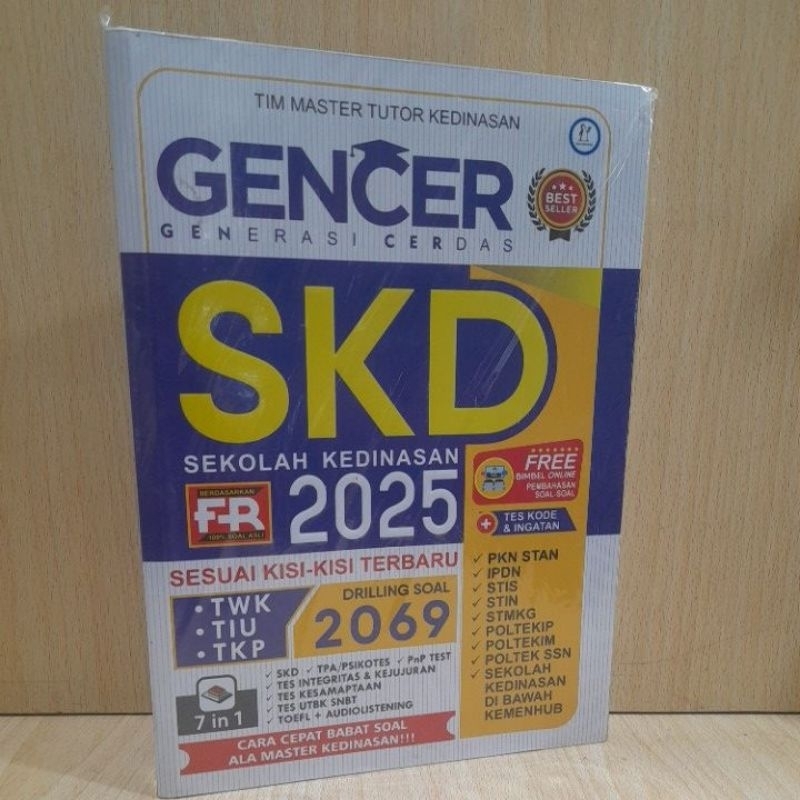 TIM MASTER TUTOR KEDINASAN
GENCER
GENERASI CERDAS
BEST
SELLER
SKD
SEKOLAH KEDINASAN
BERDASARKAN
FR
100% SOAL ASLI
2025
FREE
BIMBEL ONLINE
PEMBAHASAN
SOAL-SOAL
+ TES KODE
& INGATAN
SESUAI KISI-KISI TERBARU
• TWK
• TIU
• TKP
DRILLING SOAL
2069
✓ SKD ✓ TPA/PSIKOTES ✓ PnP TEST
✓ TES INTEGRITAS & KEJUJURAN
✓ TES KESAMAPTAAN
✓ TES UTBK SNBT
✓ TOEFL + AUDIOLISTENING
7 in 1
CARA CEPAT BABAT SOAL
ALA MASTER KEDINASAN!!!
✓ PKN STAN
✓ IPDN
✓ STIS
✓ STIN
✓ STMKG
✓ POLTEKIP
✓ POLTEKIM
✓ POLTEK SSN
✓ SEKOLAH
KEDINASAN
DI BAWAH
KEMENHUB